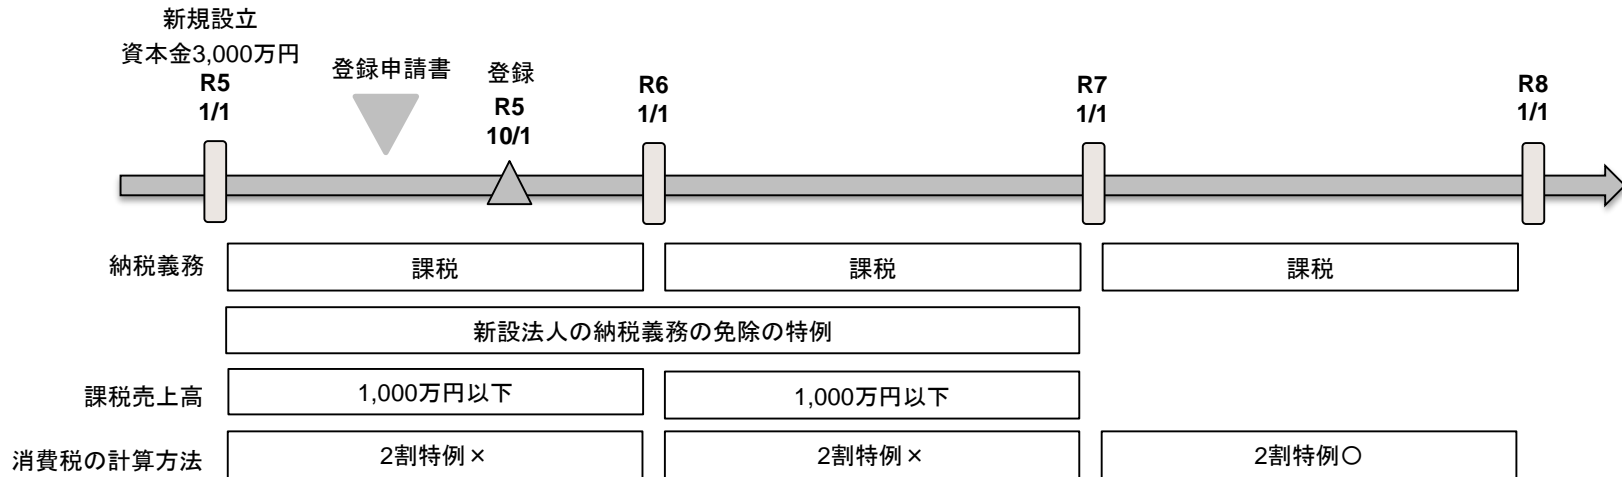 新規設立
資本金3,000万円
R5
1/1
登録申請書
登録
R5
10/1
R6
1/1
R7
1/1
R8
1/1
納税義務
課税
課税
課税
新設法人の納税義務の免除の特例
課税売上高
1,000万円以下
1,000万円以下
消費税の計算方法
2割特例×
2割特例×
2割特例〇